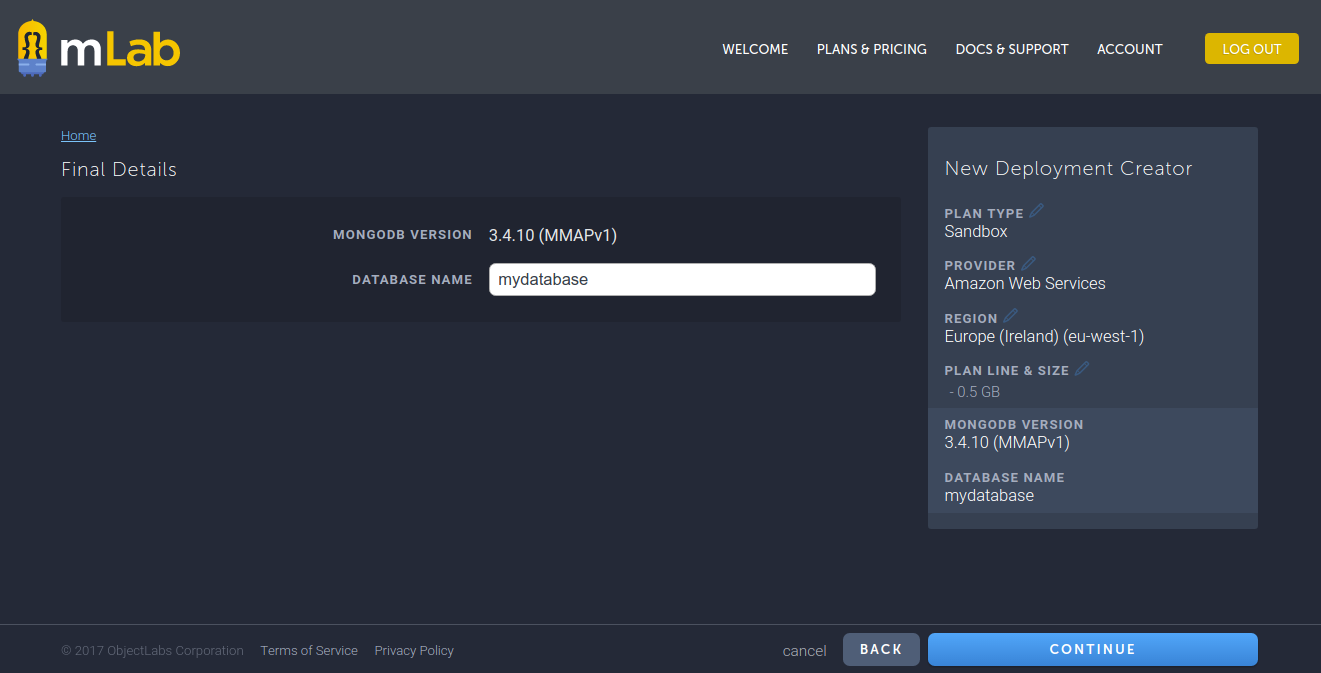 mLab
WELCOME PLANS & PRICING DOCS & SUPPORT ACCOUNT LOG OUT
Home
Final Details
MONGODB VERSION 3.4.10 (MMAPv1)
DATABASE NAME mydatabase
New Deployment Creator
PLAN TYPE
Sandbox
PROVIDER
Amazon Web Services
REGION
Europe (Ireland) (eu-west-1)
PLAN LINE & SIZE
- 0.5 GB
MONGODB VERSION
3.4.10 (MMAPv1)
DATABASE NAME
mydatabase
© 2017 ObjectLabs Corporation Terms of Service Privacy Policy cancel BACK CONTINUE